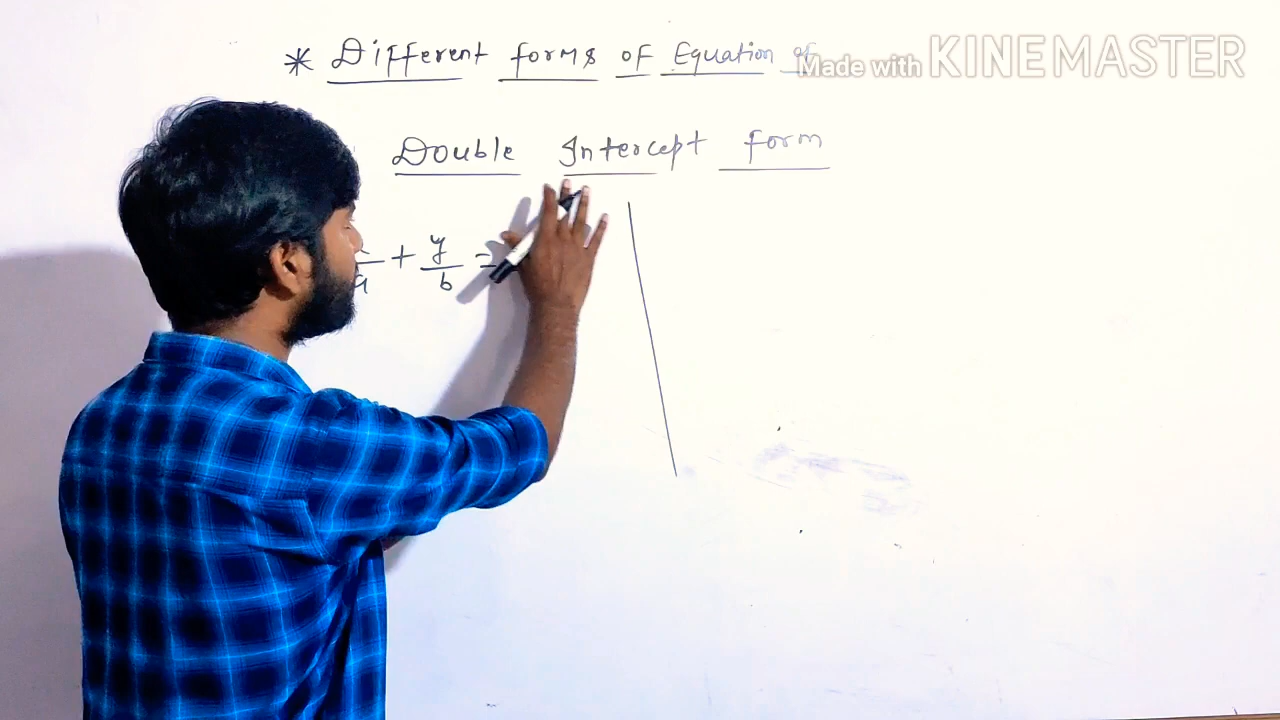 * Different forms of Equation of
Made with KINEMASTER
Double Intercept form
x/a + y/b =